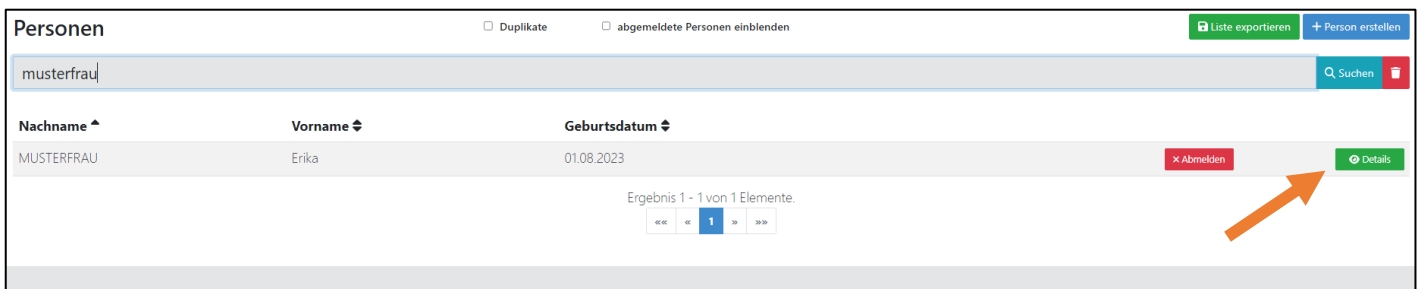 Personen Duplikate abgemeldete Personen einblenden Liste exportieren + Person erstellen
musterfrau Suchen
Nachname Vorname Geburtsdatum
MUSTERFRAU Erika 01.08.2023 × Abmelden Details
Ergebnis 1 - 1 von 1 Elemente.
«« « 1 » »»